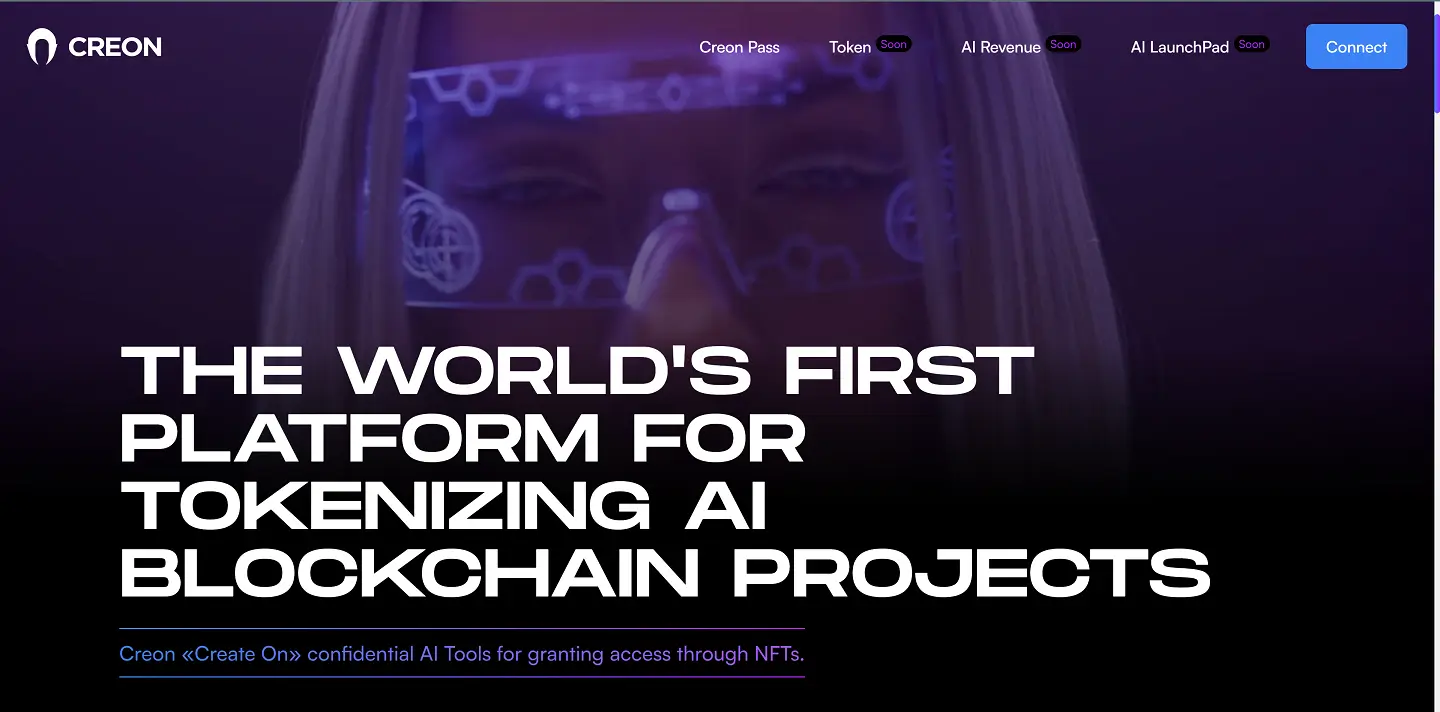 CREON
Creon Pass
Token Soon
AI Revenue Soon
AI LaunchPad Soon
Connect
THE WORLD'S FIRST
PLATFORM FOR
TOKENIZING AI
BLOCKCHAIN PROJECTS
Creon «Create On» confidential AI Tools for granting access through NFTs.